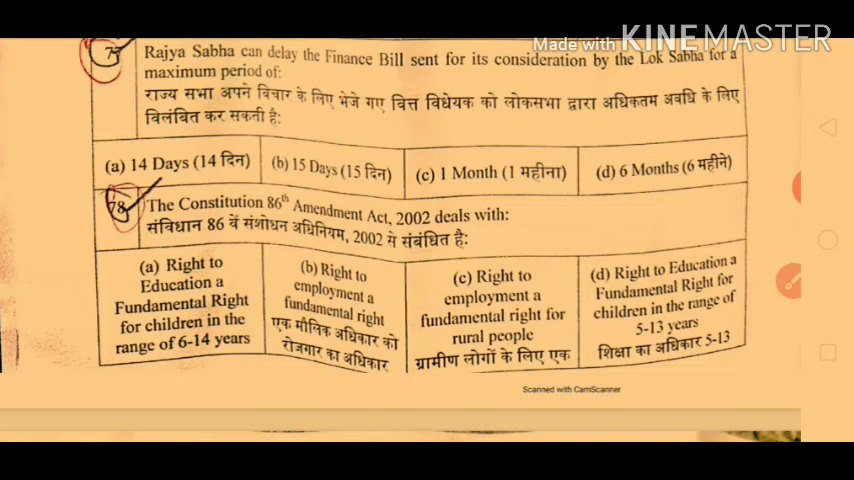 Made with KINEMASTER
77
Rajya Sabha can delay the Finance Bill sent for its consideration by the Lok Sabha for a
maximum period of:
राज्य सभा अपने विचार के लिए भेजे गए वित्त विधेयक को लोकसभा द्वारा अधिकतम अवधि के लिए
विलंबित कर सकती है:
(a) 14 Days (14 दिन)
(b) 15 Days (15 दिन)
(c) 1 Month (1 महीना)
(d) 6 Months (6 महीने)
78
The Constitution 86th Amendment Act, 2002 deals with:
संविधान 86 वें संशोधन अधिनियम, 2002 से संबंधित है:
(a) Right to
Education a
Fundamental Right
for children in the
range of 6-14 years
(b) Right to
employment a
fundamental right
एक मौलिक अधिकार को
रोजगार का अधिकार
(c) Right to
employment a
fundamental right for
rural people
ग्रामीण लोगों के लिए एक
(d) Right to Education a
Fundamental Right for
children in the range of
5-13 years
शिक्षा का अधिकार 5-13
Scanned with CamScanner